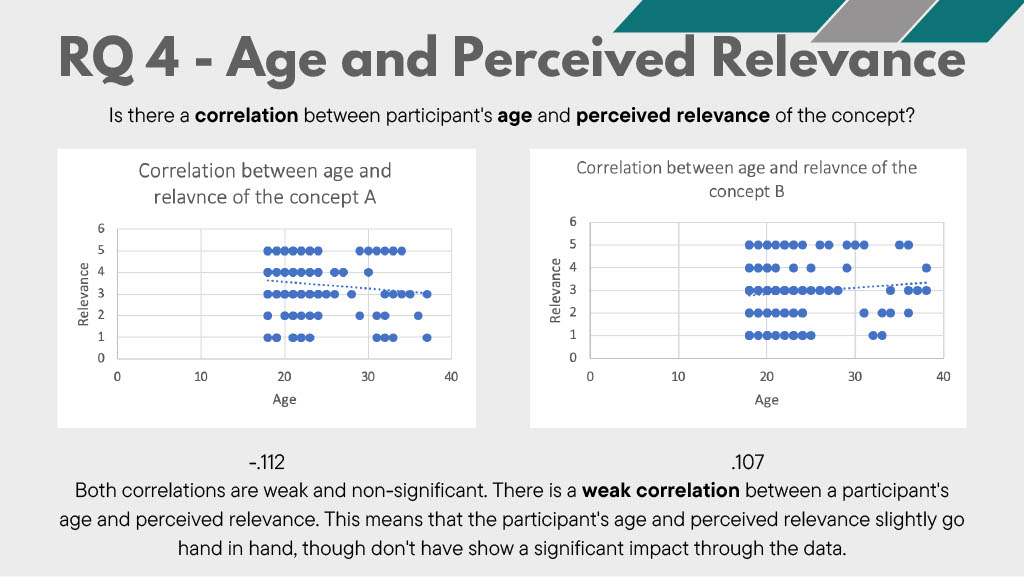 RQ 4 - Age and Perceived Relevance
Is there a correlation between participant's age and perceived relevance of the concept?
Correlation between age and
relavnce of the concept A
6
5
4
3
2
1
0
Relevance
0 10 20 30 40
Age
Correlation between age and relavnce of the
concept B
6
5
4
3
2
1
0
Relevance
0 10 20 30 40
Age
-.112
.107
Both correlations are weak and non-significant. There is a weak correlation between a participant's
age and perceived relevance. This means that the participant's age and perceived relevance slightly go
hand in hand, though don't have show a significant impact through the data.